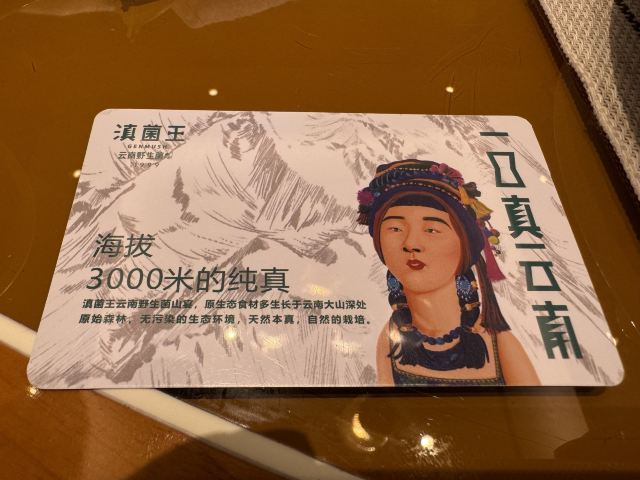 滇菌王
GENMUSH
云南野生菌
1999
海拔
3000米的纯真
滇菌王云南野生菌山宴，原生态食材多生长于云南大山深处
原始森林，无污染的生态环境，天然本真，自然的栽培。
一口真云南